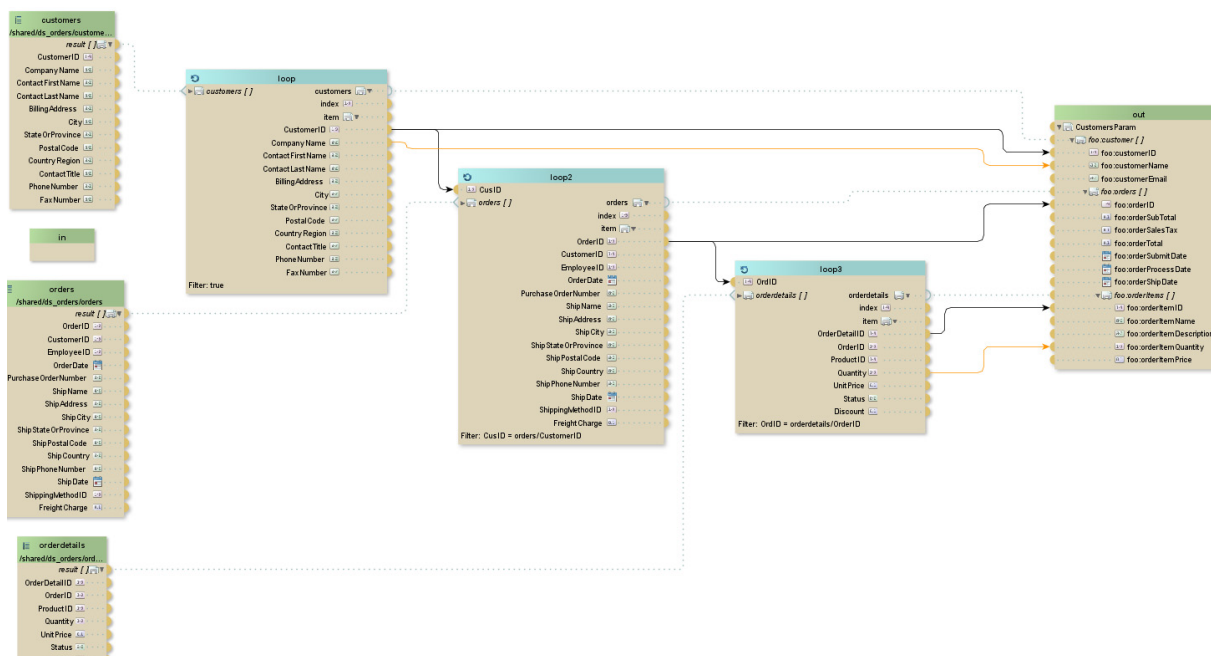 customers
/shared/ds_orders/custome...
result [ ]
CustomerID
Company Name
Contact First Name
Contact Last Name
Billing Address
City
State Or Province
Postal Code
Country Region
Contact Title
Phone Number
Fax Number
in
orders
/shared/ds_orders/orders
result [ ]
OrderID
CustomerID
EmployeeID
OrderDate
Purchase OrderNumber
Ship Name
Ship Address
Ship City
Ship State Or Province
Ship Postal Code
Ship Country
Ship Phone Number
Ship Date
ShippingMethodID
Freight Charge
orderdetails
/shared/ds_orders/ord...
result [ ]
OrderDetailID
OrderID
ProductID
Quantity
Unit Price
Status
loop
customers [ ]
customers
index
item
CustomerID
Company Name
Contact First Name
Contact Last Name
Billing Address
City
State Or Province
Postal Code
Country Region
Contact Title
Phone Number
Fax Number
Filter: true
loop2
CusID
orders [ ]
orders
index
item
OrderID
CustomerID
EmployeeID
OrderDate
Purchase OrderNumber
Ship Name
Ship Address
Ship City
Ship State Or Province
Ship Postal Code
Ship Country
Ship Phone Number
Ship Date
ShippingMethodID
Freight Charge
Filter: CusID = orders/CustomerID
loop3
OrdID
orderdetails [ ]
orderdetails
index
item
OrderDetailID
OrderID
ProductID
Quantity
Unit Price
Status
Discount
Filter: OrdID = orderdetails/OrderID
out
CustomersParam
foo:customer [ ]
foo:customerID
foo:customerName
foo:customerEmail
foo:orders [ ]
foo:orderID
foo:orderSubTotal
foo:orderSalesTax
foo:orderTotal
foo:orderSubmitDate
foo:orderProcessDate
foo:orderShipDate
foo:orderItems [ ]
foo:orderItemID
foo:orderItemName
foo:orderItemDescription
foo:orderItemQuantity
foo:orderItemPrice